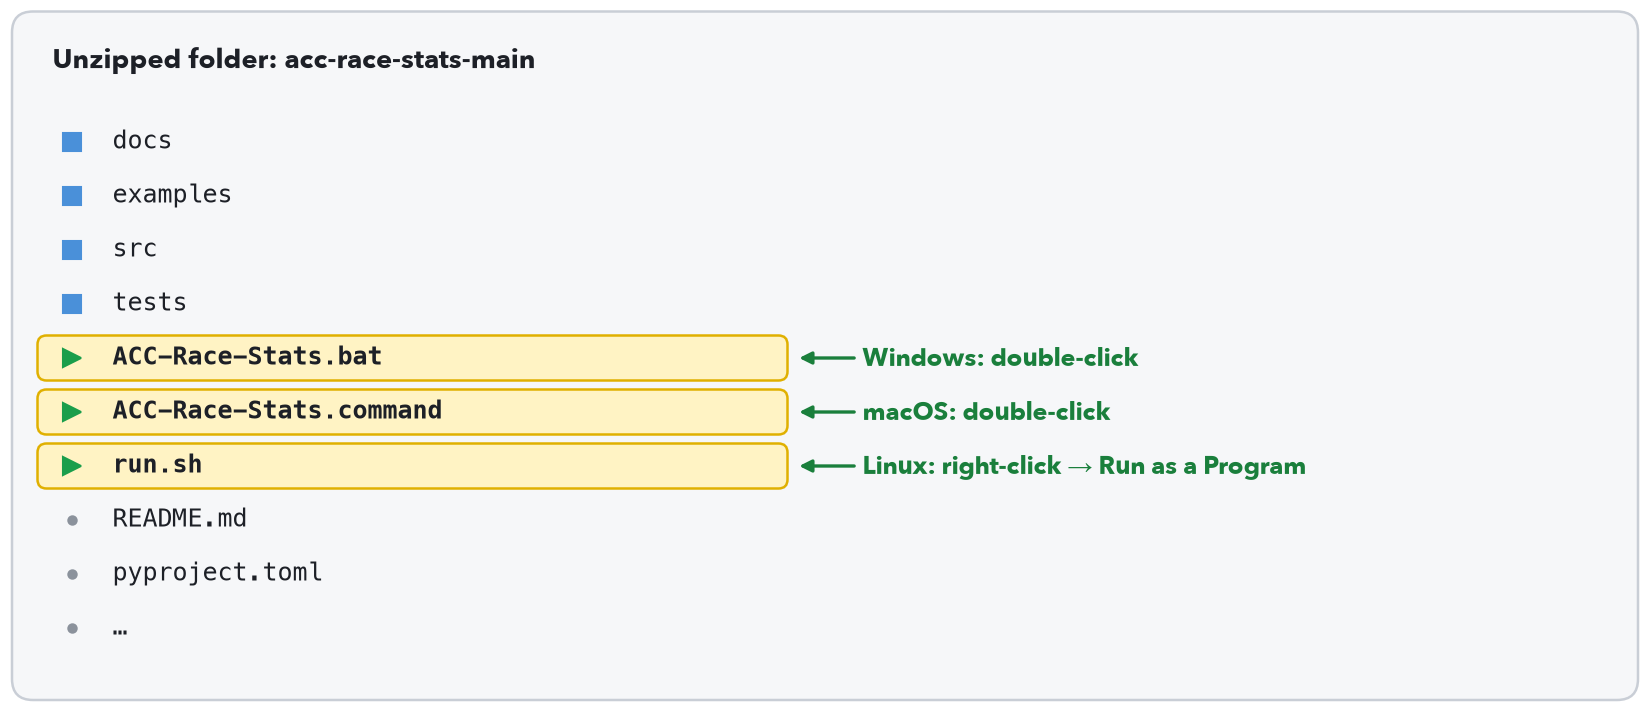 Unzipped folder: acc-race-stats-main
docs
examples
src
tests
ACC-Race-Stats.bat Windows: double-click
ACC-Race-Stats.command macOS: double-click
run.sh Linux: right-click → Run as a Program
README.md
pyproject.toml
…